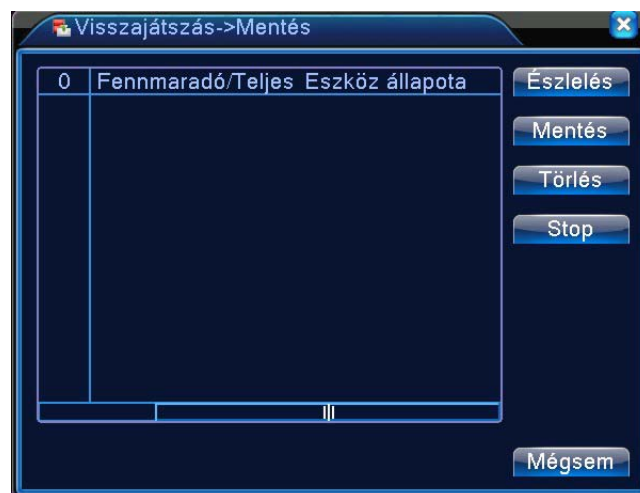 Visszajátszás->Mentés
0 Fennmaradó/Teljes Eszköz állapota
Észlelés
Mentés
Törlés
Stop
Mégsem